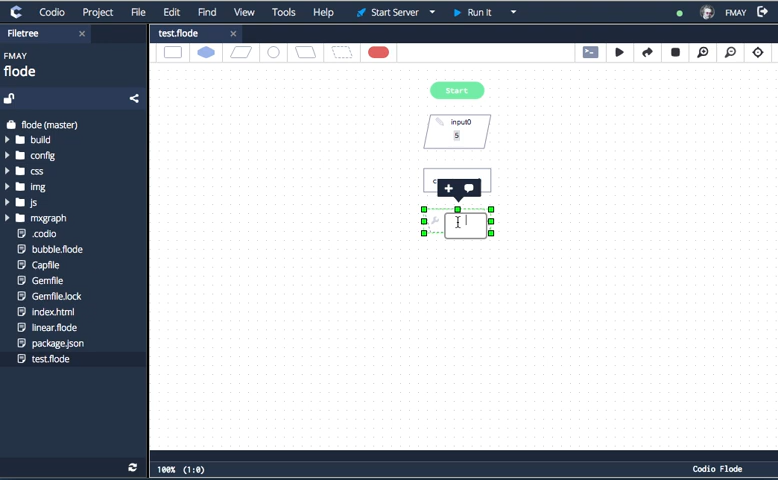 Codio Project File Edit Find View Tools Help Start Server Run It FMAY
Filetree × test.flode ×
FMAY
flode
flode (master)
build
config
css
img
js
mxgraph
.codio
bubble.flode
Capfile
Gemfile
Gemfile.lock
index.html
linear.flode
package.json
test.flode
Start
input0
5
100% (1:0) Codio Flode